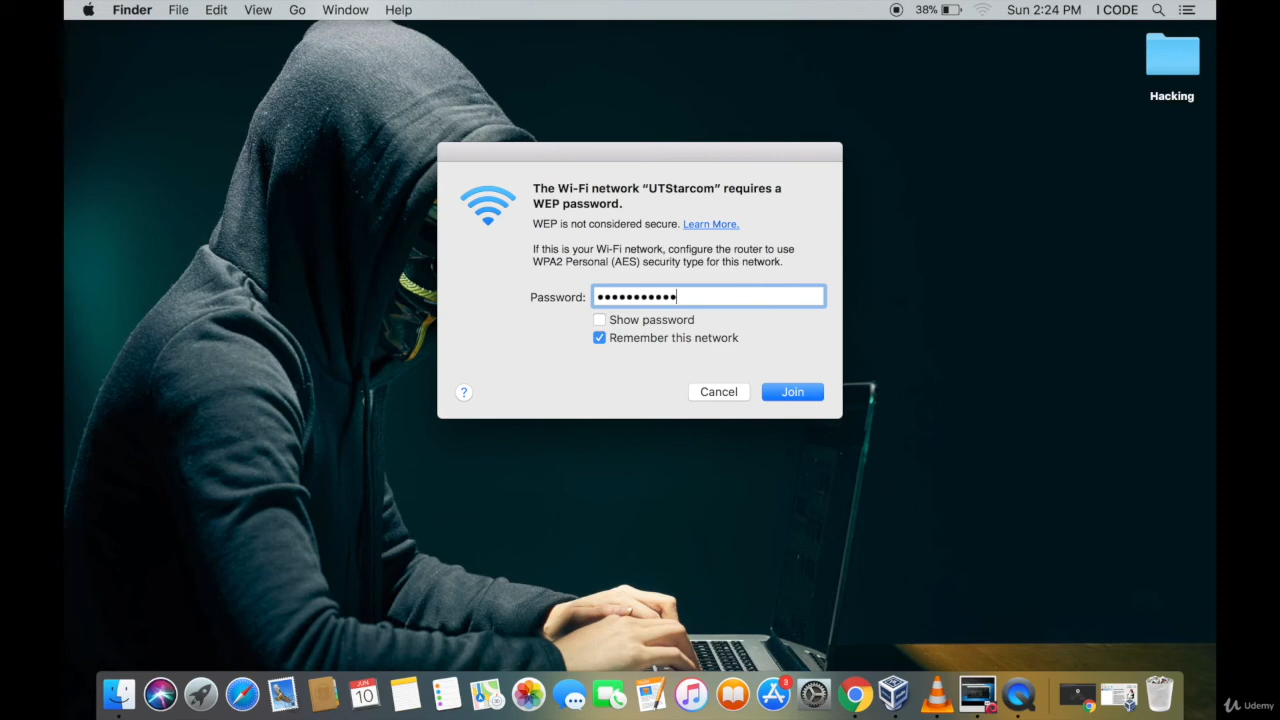 Finder File Edit View Go Window Help 38% Sun 2:24 PM I CODE
Hacking
The Wi-Fi network “UTStarcom” requires a
WEP password.
WEP is not considered secure. Learn More.
If this is your Wi-Fi network, configure the router to use
WPA2 Personal (AES) security type for this network.
Password: •••••••••••
Show password
Remember this network
? Cancel Join
JUN
10
3
Udemy